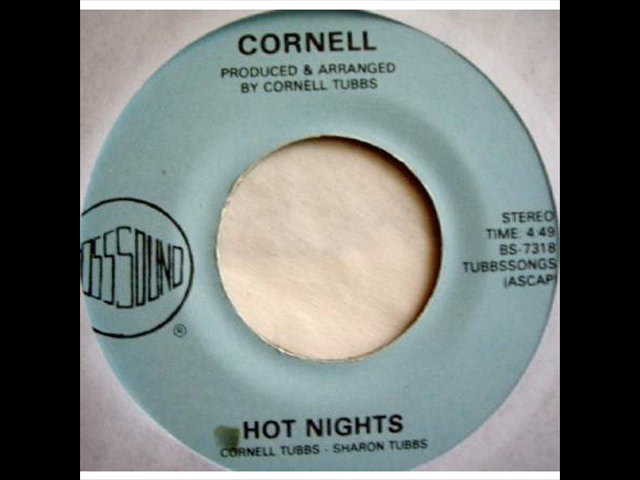 CORNELL
PRODUCED & ARRANGED
BY CORNELL TUBBS
STEREO
TIME: 4:49
BS-7318
TUBBSSONGS
(ASCAP)
OSSSOUND
®
HOT NIGHTS
CORNELL TUBBS - SHARON TUBBS